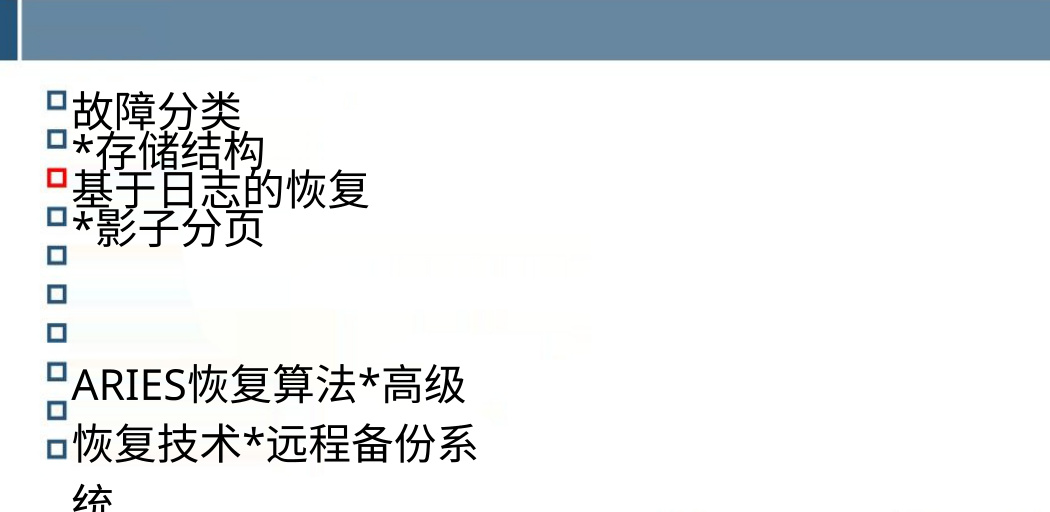 故障分类
*存储结构
基于日志的恢复
*影子分页
ARIES恢复算法*高级
恢复技术*远程备份系
统